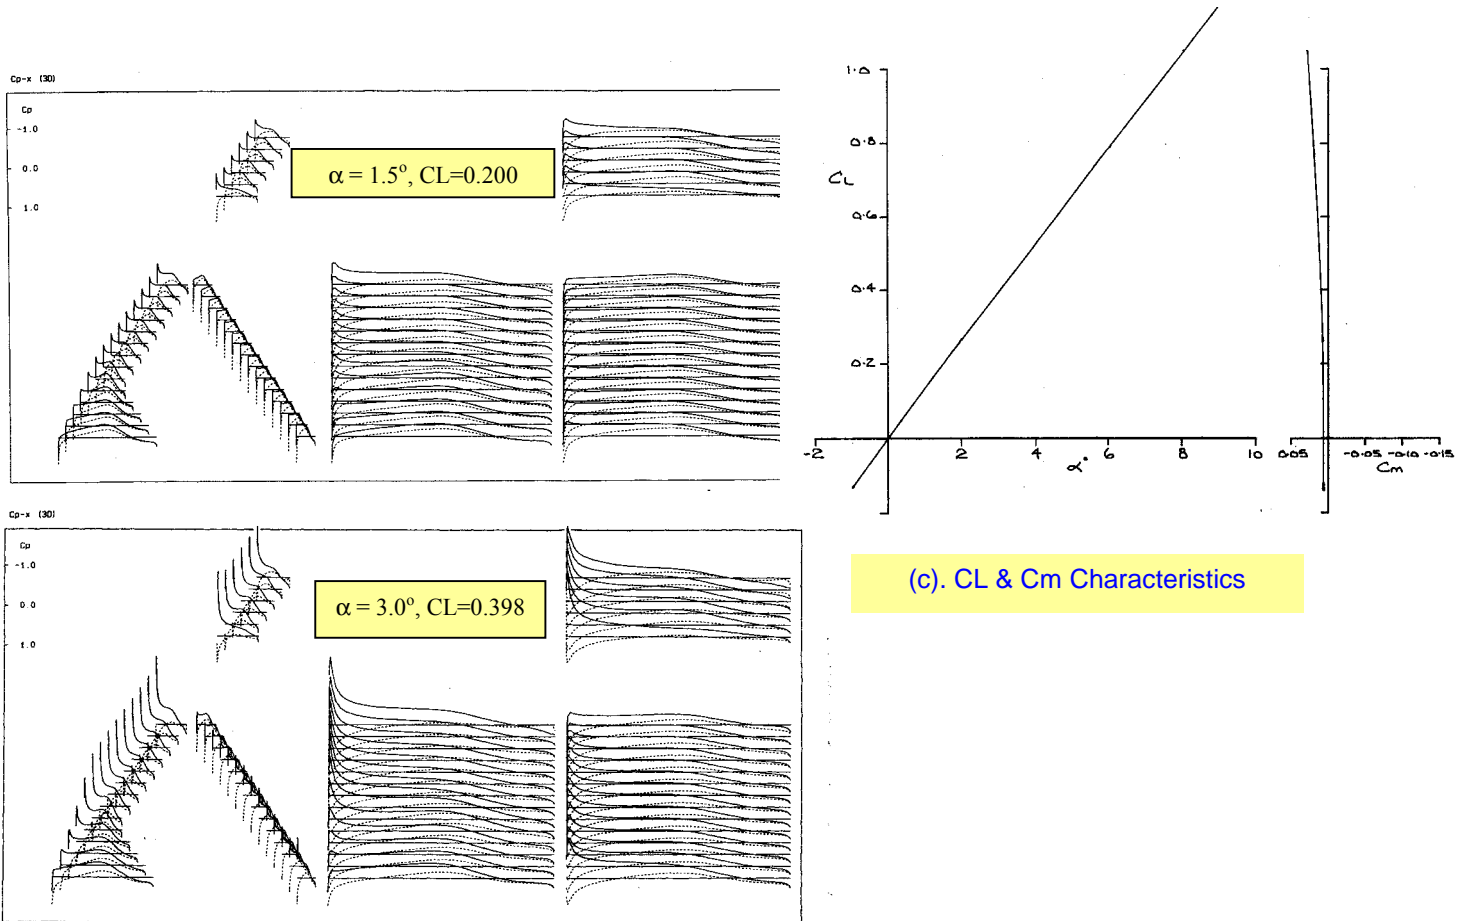 Cp-x (3D)
Cp
-1.0
0.0
1.0
α = 1.5°, CL=0.200
Cp-x (3D)
Cp
-1.0
0.0
1.0
α = 3.0°, CL=0.398
1.0
0.8
CL
0.6
0.4
0.2
-2 2 4 6 8 10
α°
0.05 -0.05 -0.10 -0.15
Cm
(c). CL & Cm Characteristics